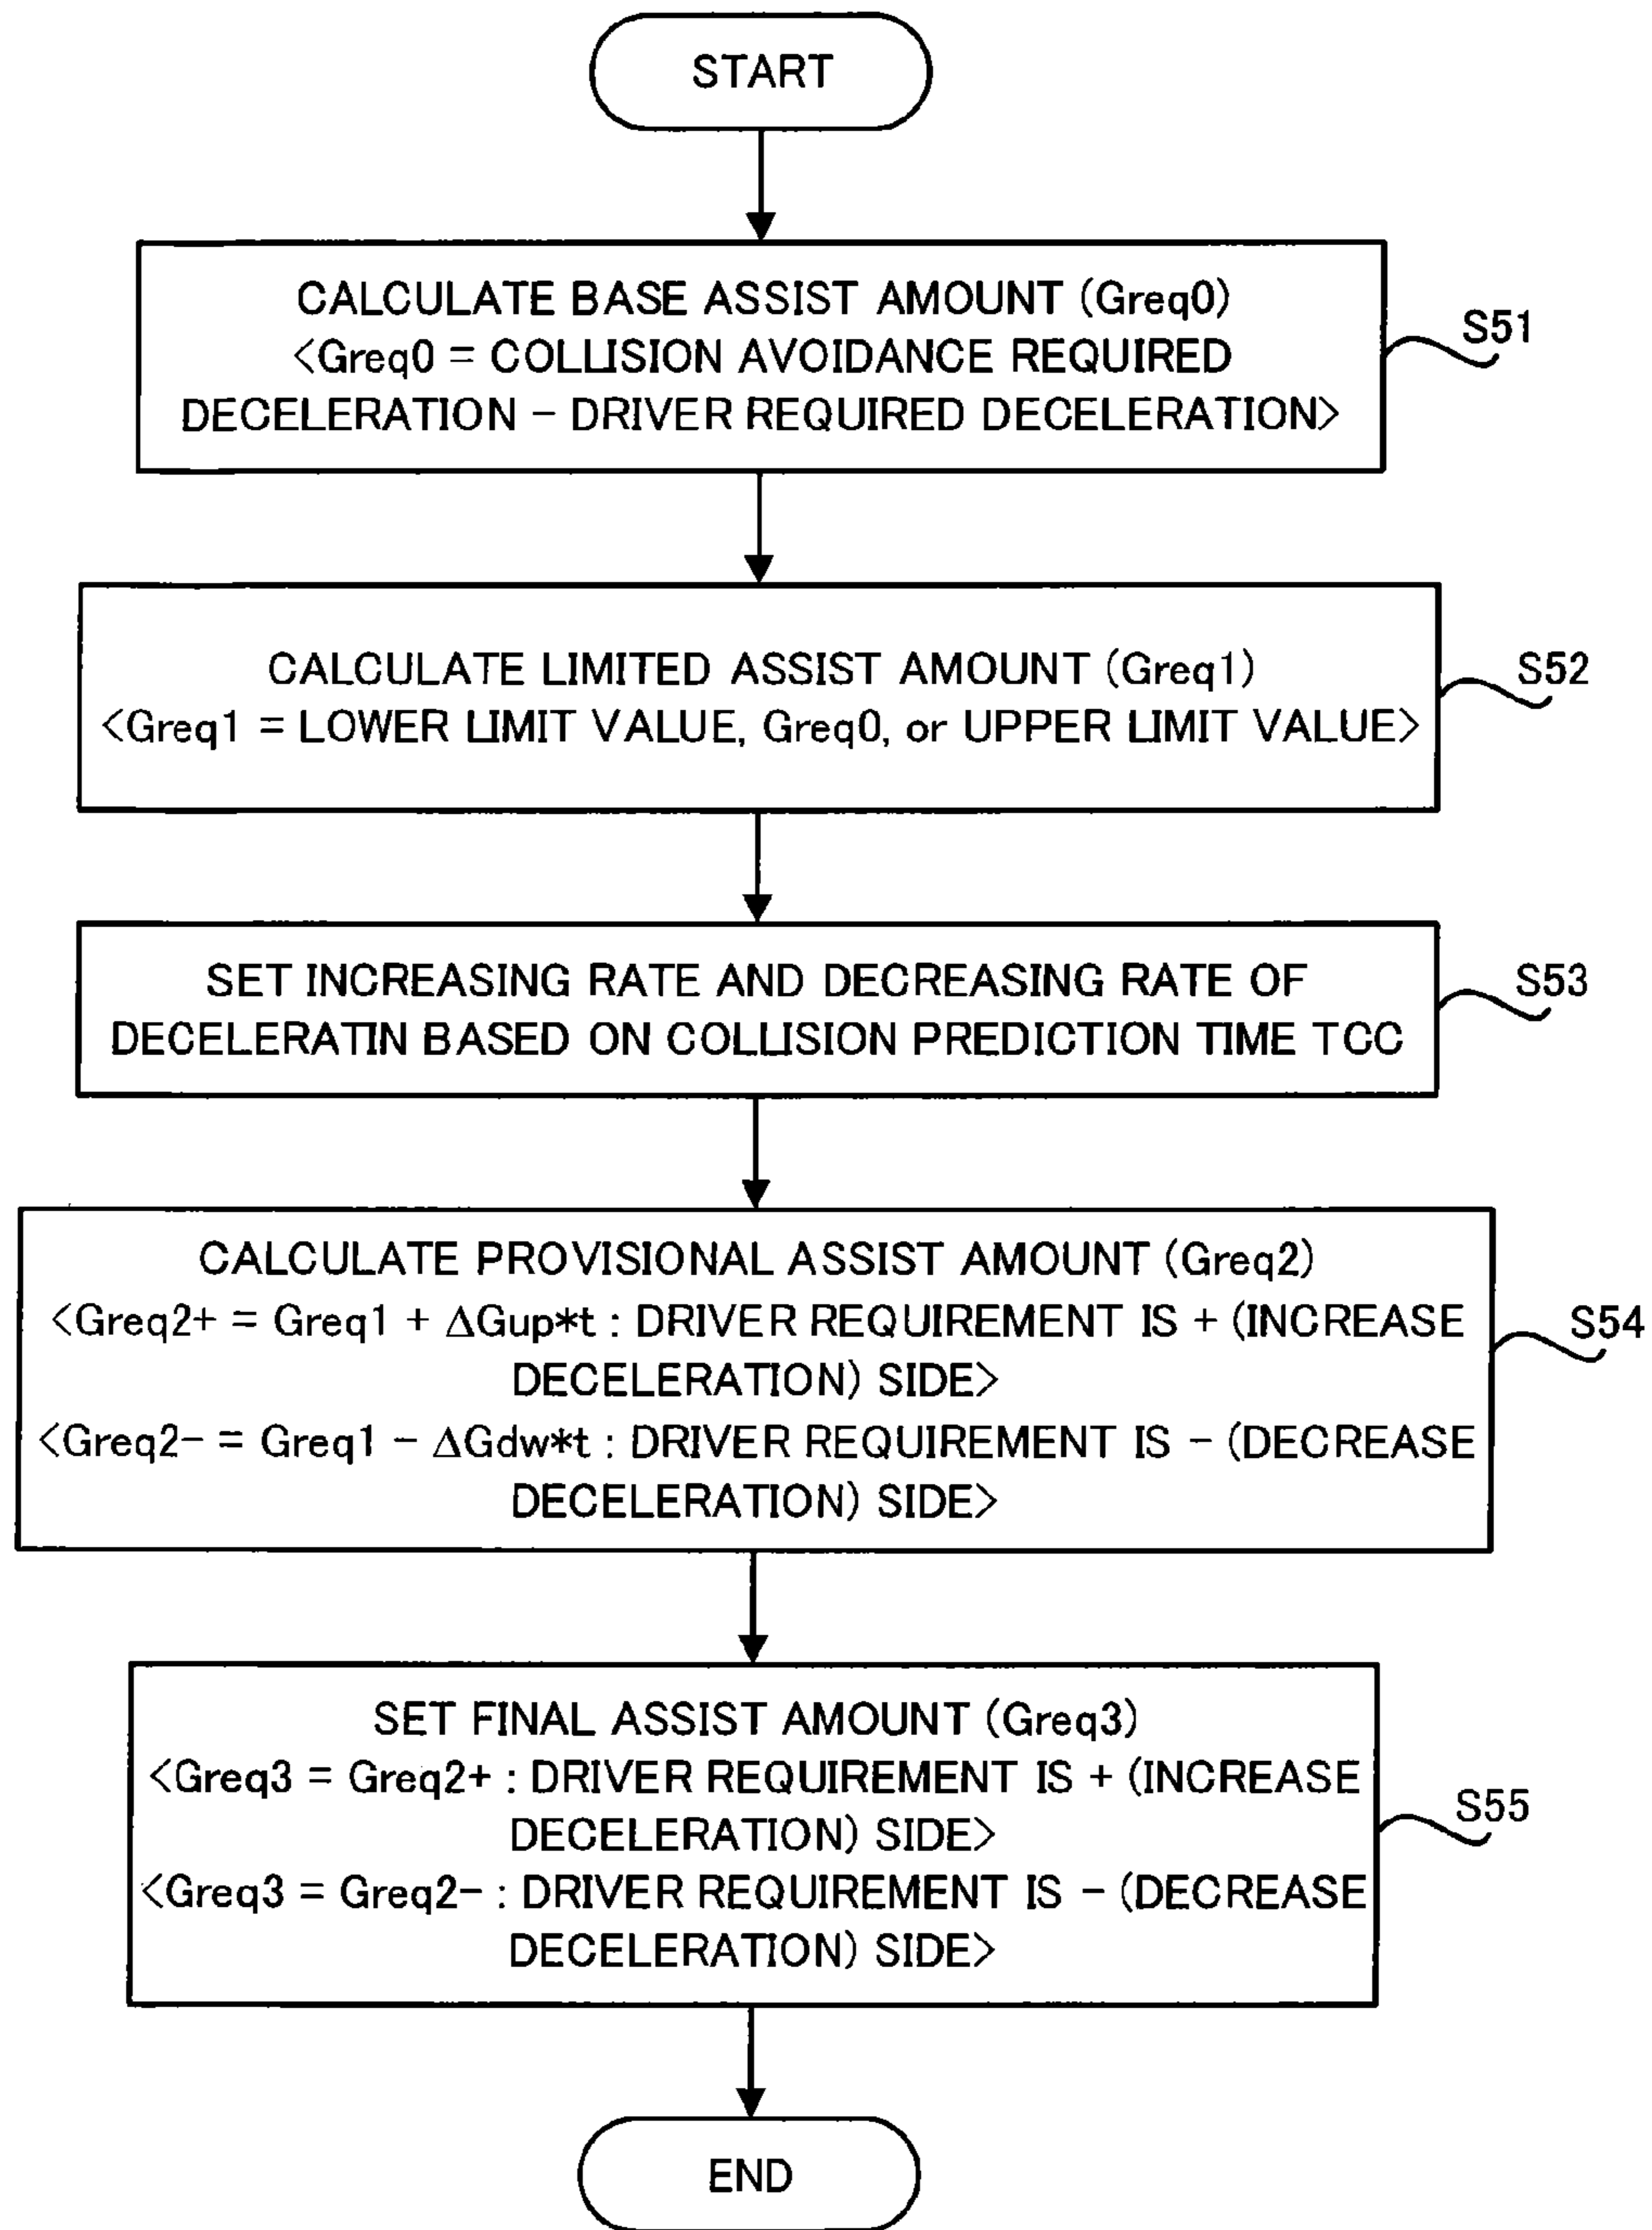 START
CALCULATE BASE ASSIST AMOUNT (Greq0)
<Greq0 = COLLISION AVOIDANCE REQUIRED
DECELERATION − DRIVER REQUIRED DECELERATION>
S51
CALCULATE LIMITED ASSIST AMOUNT (Greq1)
<Greq1 = LOWER LIMIT VALUE, Greq0, or UPPER LIMIT VALUE>
S52
SET INCREASING RATE AND DECREASING RATE OF
DECELERATIN BASED ON COLLISION PREDICTION TIME TCC
S53
CALCULATE PROVISIONAL ASSIST AMOUNT (Greq2)
<Greq2+ = Greq1 + ΔGup*t : DRIVER REQUIREMENT IS + (INCREASE
DECELERATION) SIDE>
<Greq2− = Greq1 − ΔGdw*t : DRIVER REQUIREMENT IS − (DECREASE
DECELERATION) SIDE>
S54
SET FINAL ASSIST AMOUNT (Greq3)
<Greq3 = Greq2+ : DRIVER REQUIREMENT IS + (INCREASE
DECELERATION) SIDE>
<Greq3 = Greq2− : DRIVER REQUIREMENT IS − (DECREASE
DECELERATION) SIDE>
S55
END